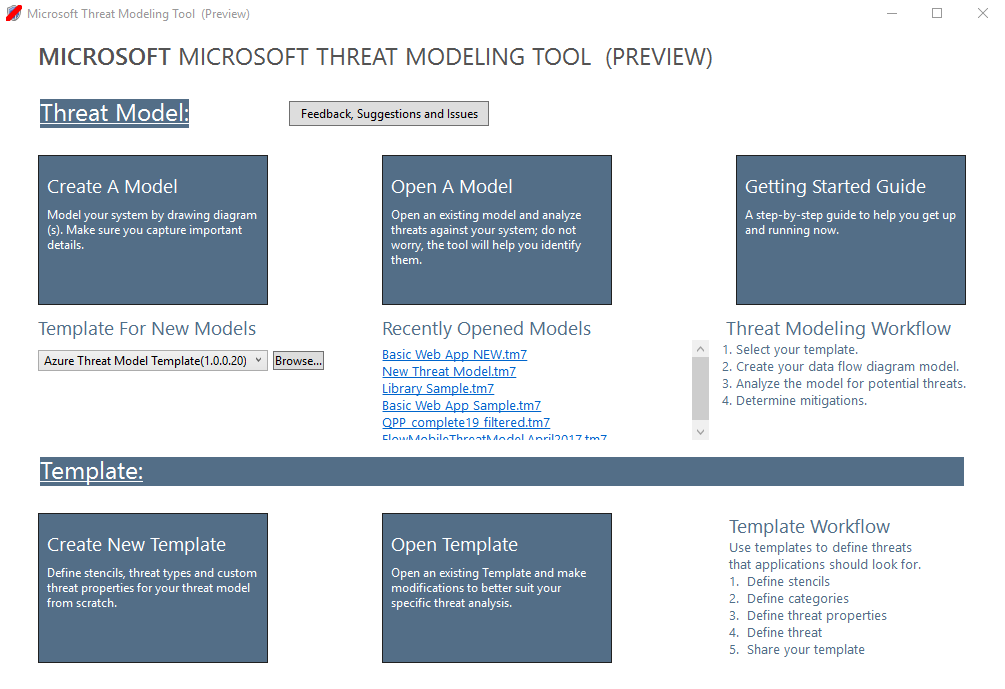 Microsoft Threat Modeling Tool (Preview)
MICROSOFT MICROSOFT THREAT MODELING TOOL (PREVIEW)
Threat Model:
Feedback, Suggestions and Issues
Create A Model
Model your system by drawing diagram
(s). Make sure you capture important
details.
Open A Model
Open an existing model and analyze
threats against your system; do not
worry, the tool will help you identify
them.
Getting Started Guide
A step-by-step guide to help you get up
and running now.
Template For New Models
Azure Threat Model Template(1.0.0.20)
Browse...
Recently Opened Models
Basic Web App NEW.tm7
New Threat Model.tm7
Library Sample.tm7
Basic Web App Sample.tm7
QPP_complete19 filtered.tm7
FlowMobileThreatModel April2017.tm7
Threat Modeling Workflow
1. Select your template.
2. Create your data flow diagram model.
3. Analyze the model for potential threats.
4. Determine mitigations.
Template:
Create New Template
Define stencils, threat types and custom
threat properties for your threat model
from scratch.
Open Template
Open an existing Template and make
modifications to better suit your
specific threat analysis.
Template Workflow
Use templates to define threats
that applications should look for.
1. Define stencils
2. Define categories
3. Define threat properties
4. Define threat
5. Share your template